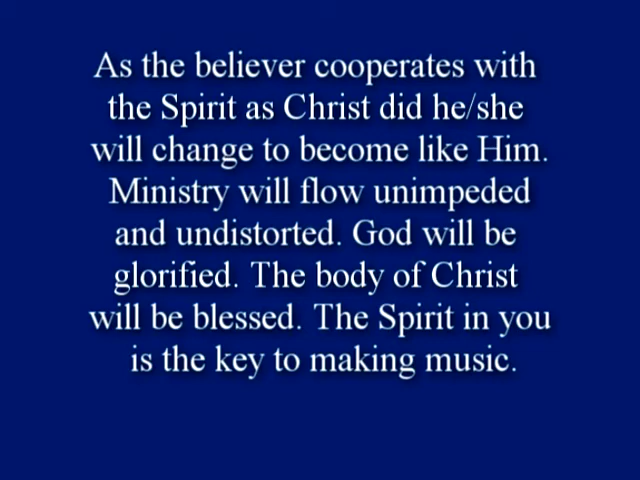 As the believer cooperates with
the Spirit as Christ did he/she
will change to become like Him.
Ministry will flow unimpeded
and undistorted. God will be
glorified. The body of Christ
will be blessed. The Spirit in you
is the key to making music.